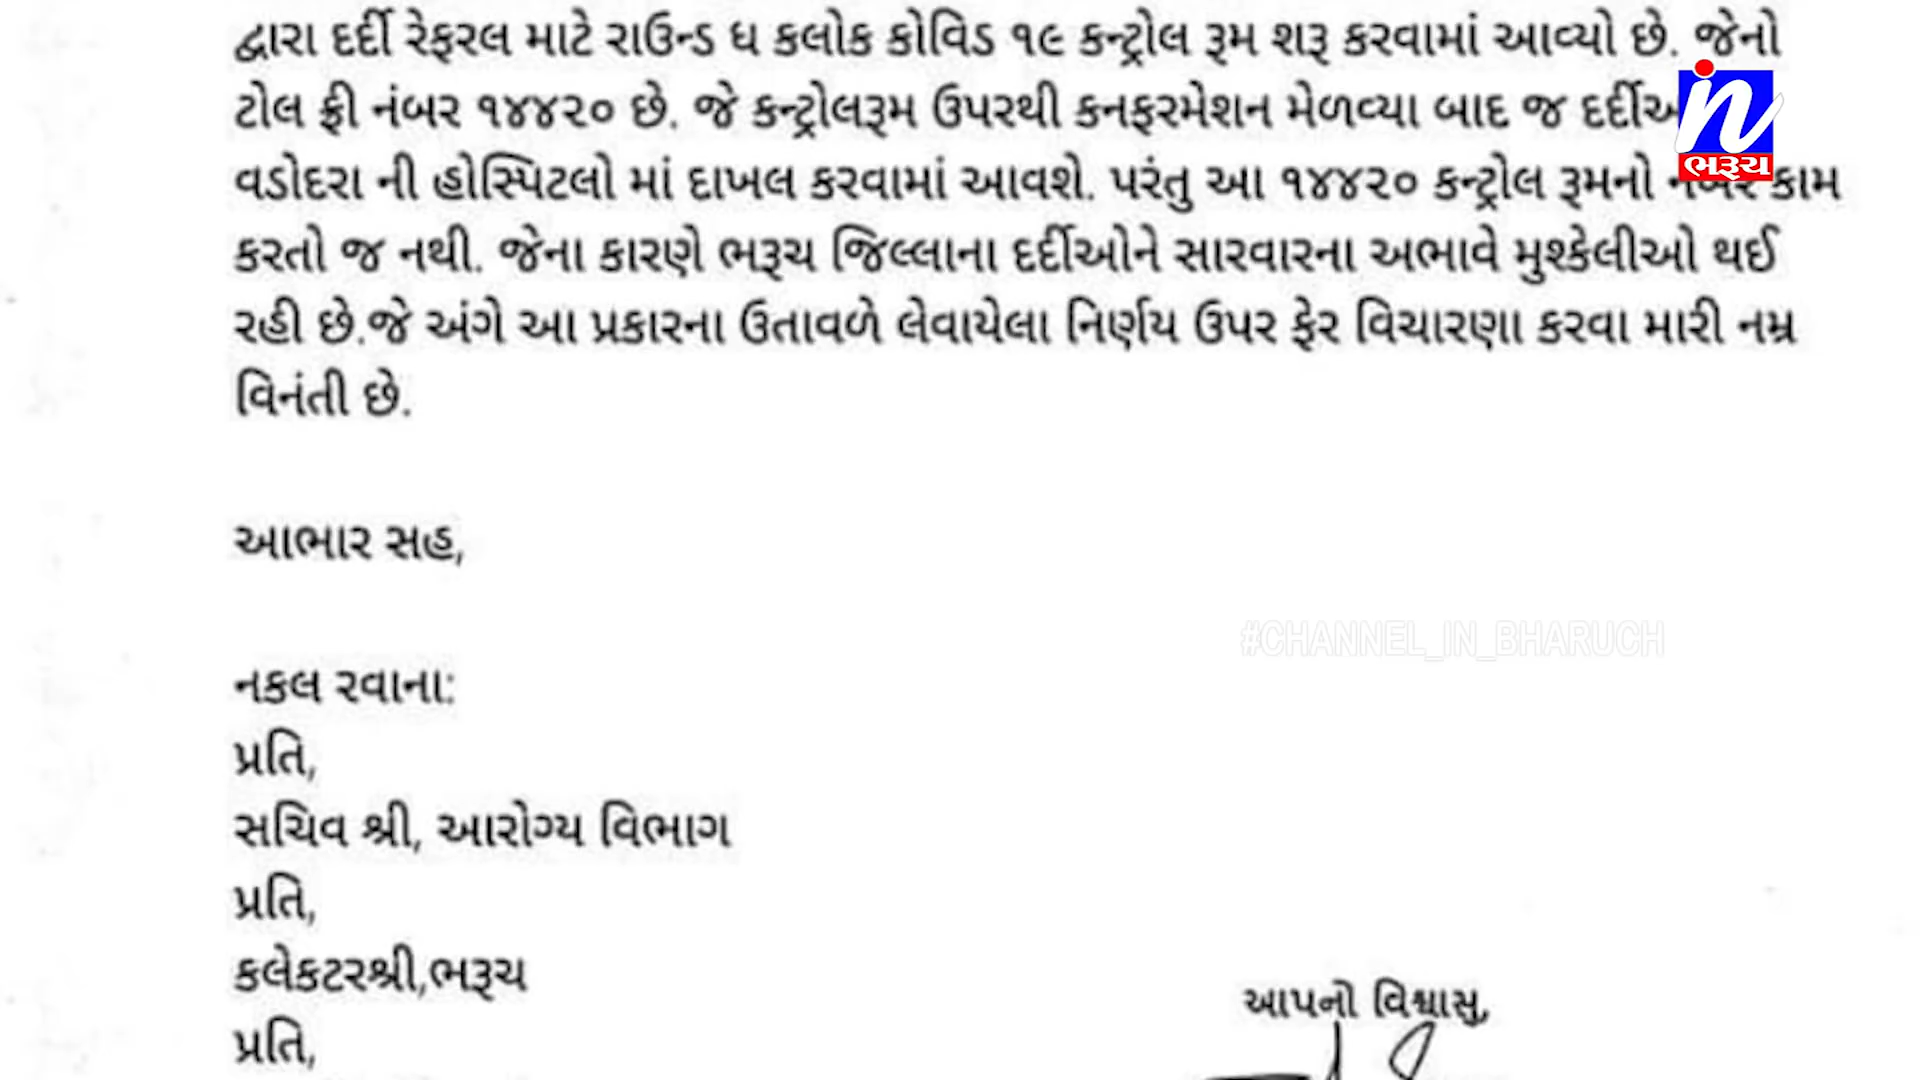 દ્વારા દર્દી રેફરલ માટે રાઉન્ડ ધ કલોક કોવિડ ૧૯ કન્ટ્રોલ રૂમ શરૂ કરવામાં આવ્યો છે. જેનો
ટોલ ફ્રી નંબર ૧૪૪૨૦ છે. જે કન્ટ્રોલરૂમ ઉપરથી કનફરમેશન મેળવ્યા બાદ જ
વડોદરા ની હોસ્પિટલો માં દાખલ કરવામાં આવશે. પરંતુ આ ૧૪૪૨૦ કન્ટ્રોલ રૂમનો નંબર કામ
કરતો જ નથી. જેના કારણે ભરૂચ જિલ્લાના દર્દીઓને સારવારના અભાવે મુશ્કેલીઓ થઈ
રહી છે.જે અંગે આ પ્રકારના ઉતાવળે લેવાયેલા નિર્ણય ઉપર ફેર વિચારણા કરવા મારી નમ્ર
વિનંતી છે.
in
ભરૂચ
આભાર સહ,
#CHANNEL_IN_BHARUCH
નકલ રવાના:
પ્રતિ,
સચિવ શ્રી, આરોગ્ય વિભાગ
પ્રતિ,
કલેકટરશ્રી,ભરૂચ
આપનો વિશ્વાસુ,
પ્રતિ,